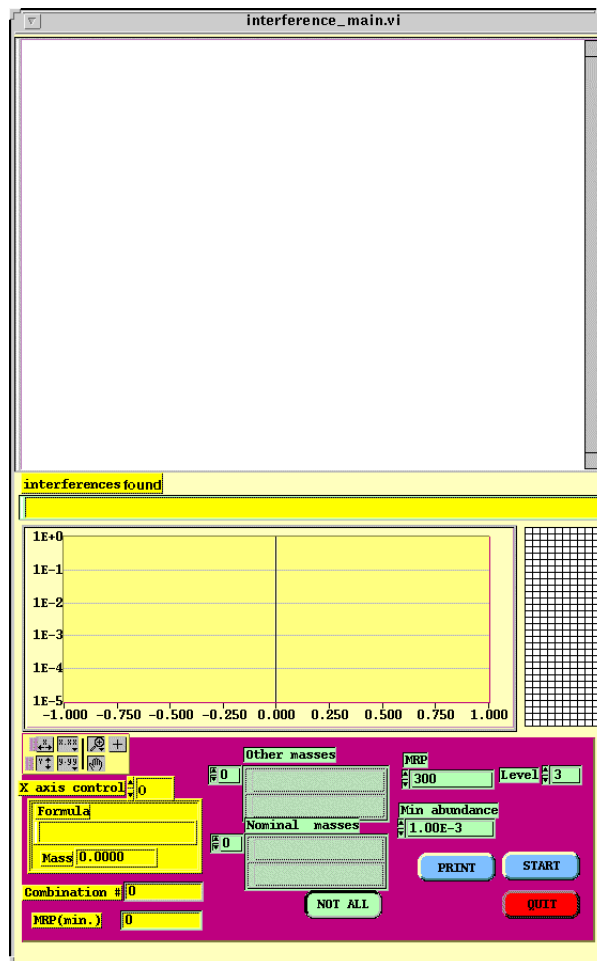 interference_main.vi
interferences found
1E+0
1E-1
1E-2
1E-3
1E-4
1E-5
-1.000 -0.750 -0.500 -0.250 0.000 0.250 0.500 0.750 1.000
X X.XX
Y Y.YY
X axis control 0
Formula
Mass 0.0000
Combination # 0
MRP(min.) 0
Other masses
0
Nominal masses
0
NOT ALL
MRP
300
Level 3
Min abundance
1.00E-3
PRINT START
QUIT